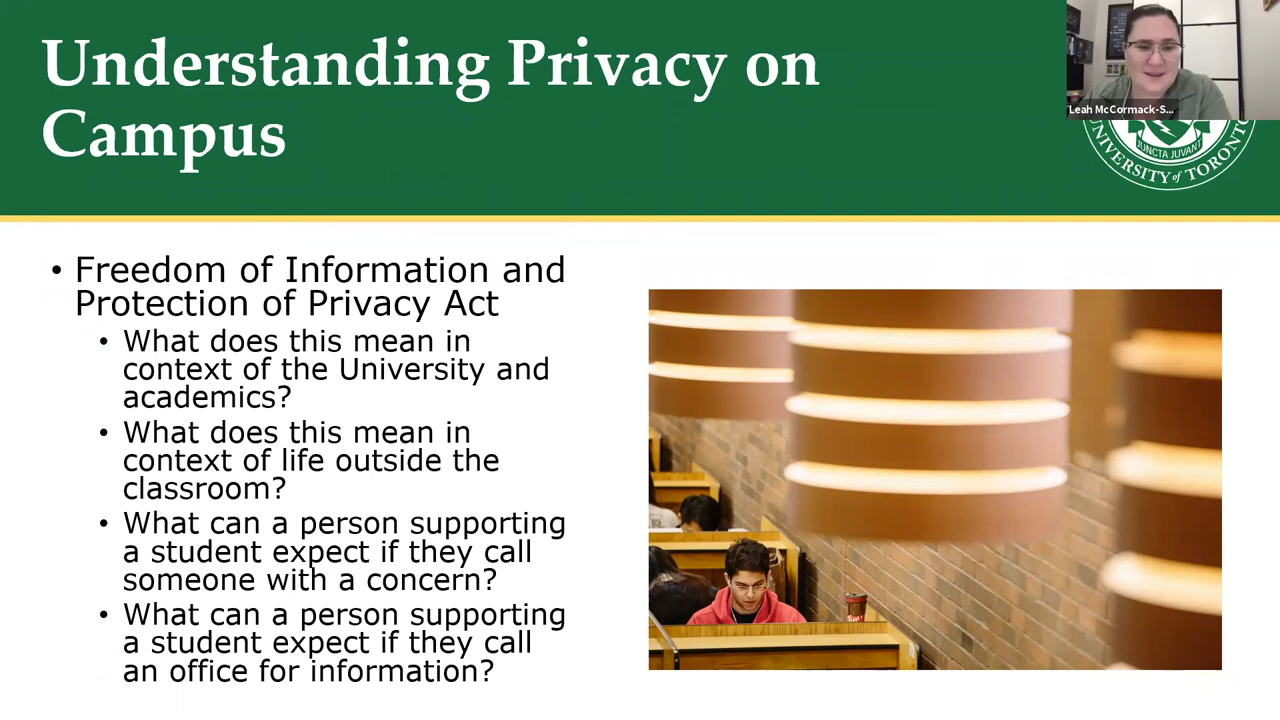 Understanding Privacy on
Campus
Leah McCormack-S...
JUNCTA JUVANT
UNIVERSITY of TORONTO
• Freedom of Information and
Protection of Privacy Act
• What does this mean in
context of the University and
academics?
• What does this mean in
context of life outside the
classroom?
• What can a person supporting
a student expect if they call
someone with a concern?
• What can a person supporting
a student expect if they call
an office for information?